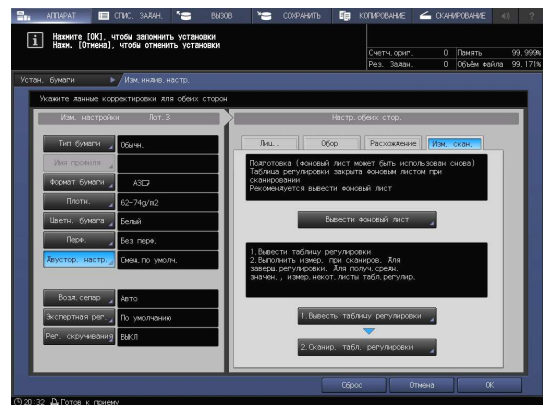 АППАРАТ
СПИС. ЗАДАН.
ВЫЗОВ
СОХРАНИТЬ
КОПИРОВАНИЕ
СКАНИРОВАНИЕ
Нажмите [OK], чтобы заполнить установки
Нажм. [Отмена], чтобы отменить установки
Счетч.ориг. 0 Память 99.999%
Рез. Задан. 0 Объём файла 99.171%
Устан. бумаги
Изм.индив.настр.
Укажите данные корректировки для обеих сторон
Изм. настройки Лот.3
Тип бумаги Обычн.
Имя профиля
Формат бумаги A3
Плотн. 62-74g/m2
Цветн. бумага Белый
Перф. Без перф.
Двустор. настр. Смеж.по умолч.
Возд.сепар Авто
Экспертная рег. По умолчанию
Рег. скручивания ВЫКЛ
Настр.обеих стор.
Лиц..
Обор
Расхождение
Изм. скан.
Подготовка (фоновый лист может быть использован снова)
Таблица регулировки закрыта фоновым листом при
сканировании
Рекомендуется вывести фоновый лист
Вывести фоновый лист
1.Вывести таблицу регулировки
2.Выполнить измер. при сканиров. Для
заверш.регулировки. Для получ.средн.
значен., измер.некот.листы табл.регулир.
1.Вывесть таблицу регулировки
2.Сканир. табл. регулировки
Сброс
Отмена
OK
20:32 Готов к приему